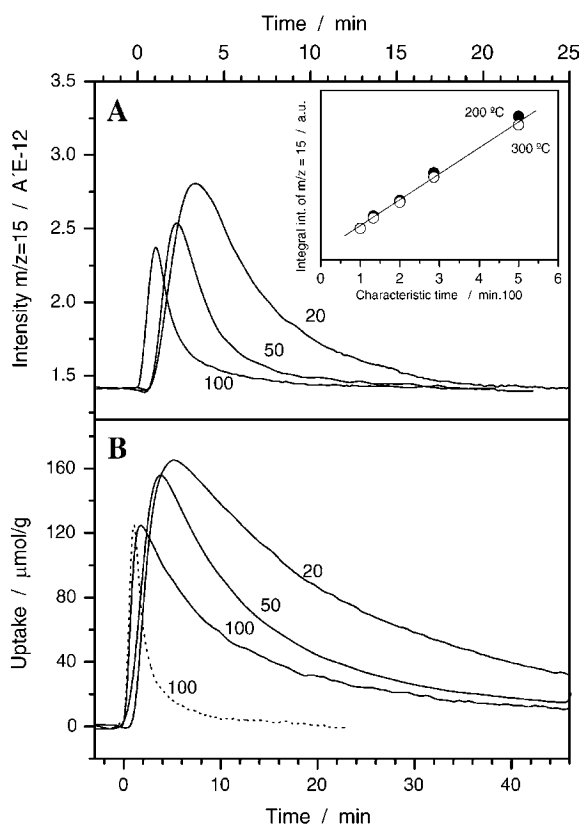 Time / min
0 5 10 15 20 25
A
3.5
3.0
2.5
2.0
1.5
Intensity m/z=15 / A´E-12
20
50
100
Integral int. of m/z = 15 / a.u.
200 ºC
300 ºC
0 1 2 3 4 5 6
Characteristic time / min.100
B
160
120
80
40
0
Uptake / μmol/g
20
50
100
100
0 10 20 30 40
Time / min